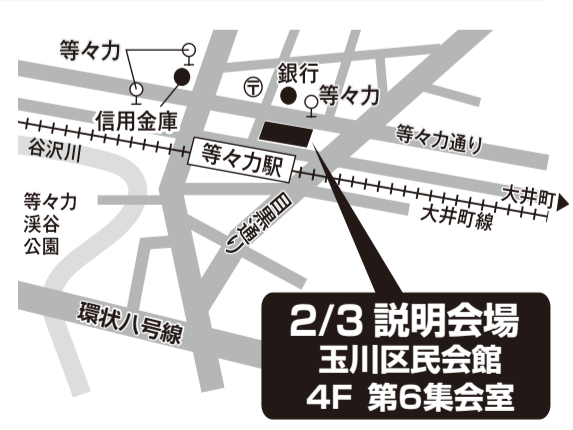 等々力
銀行
〒
等々力
信用金庫
等々力通り
谷沢川
等々力駅
大井町
大井町線
等々力
渓谷
公園
目黒通り
環状八号線
2/3 説明会場
玉川区民会館
4F 第6集会室